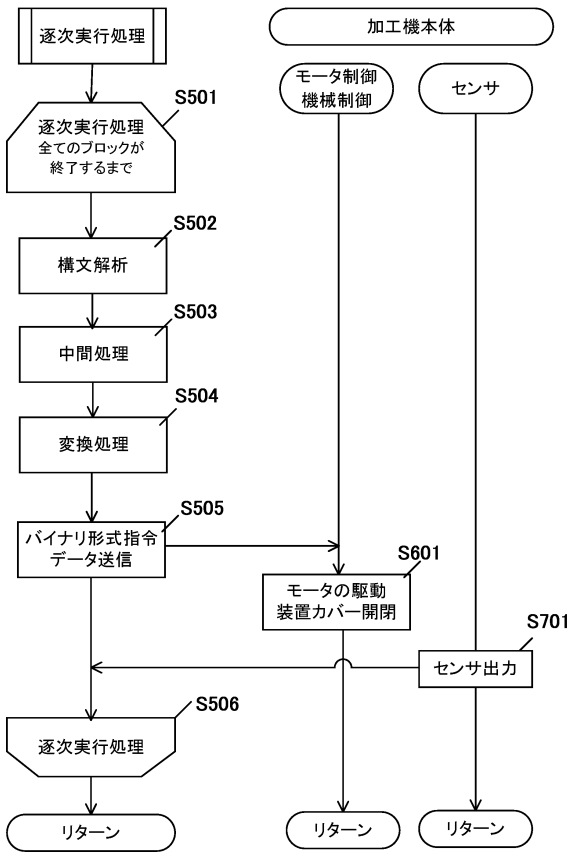 逐次実行処理
加工機本体
モータ制御
機械制御
センサ
S501
逐次実行処理
全てのブロックが
終了するまで
S502
構文解析
S503
中間処理
S504
変換処理
S505
バイナリ形式指令
データ送信
S601
モータの駆動
装置カバー開閉
S701
センサ出力
S506
逐次実行処理
リターン
リターン
リターン